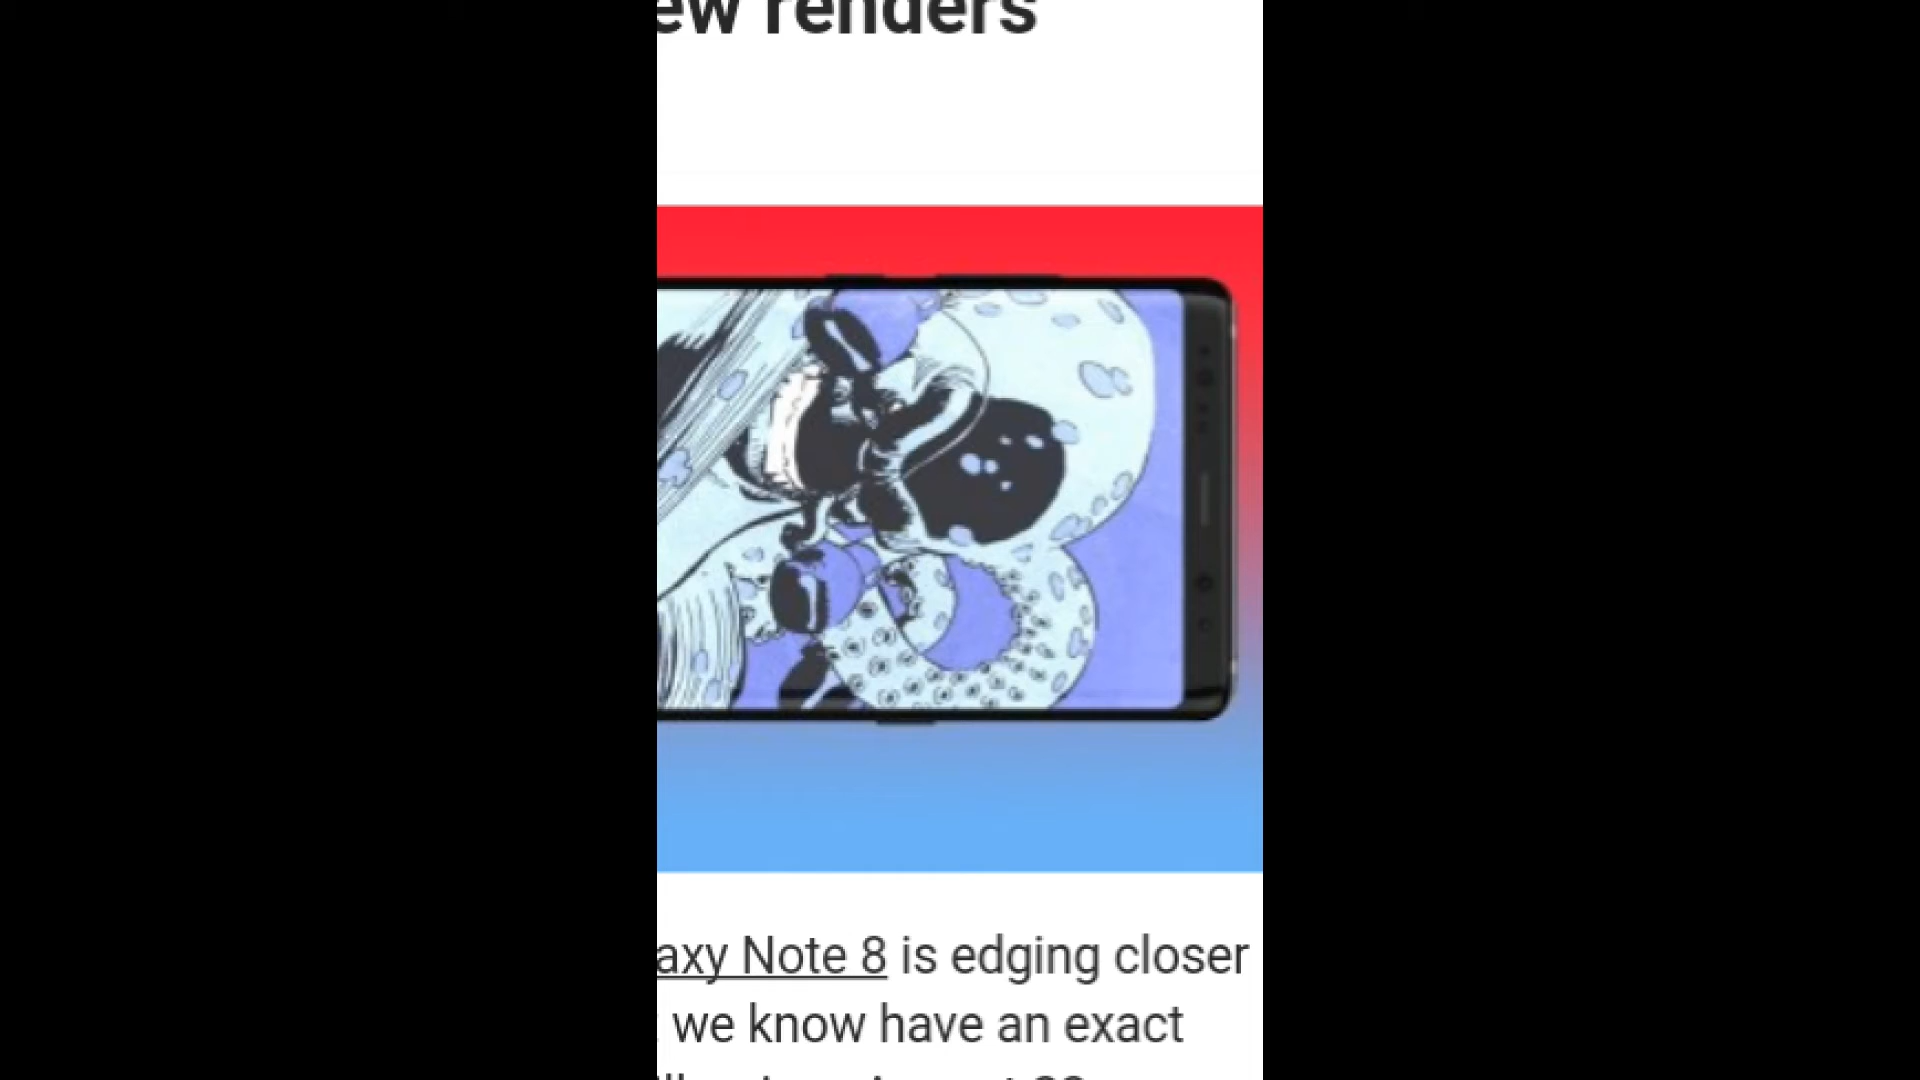 ew renders
axy Note 8 is edging closer
we know have an exact